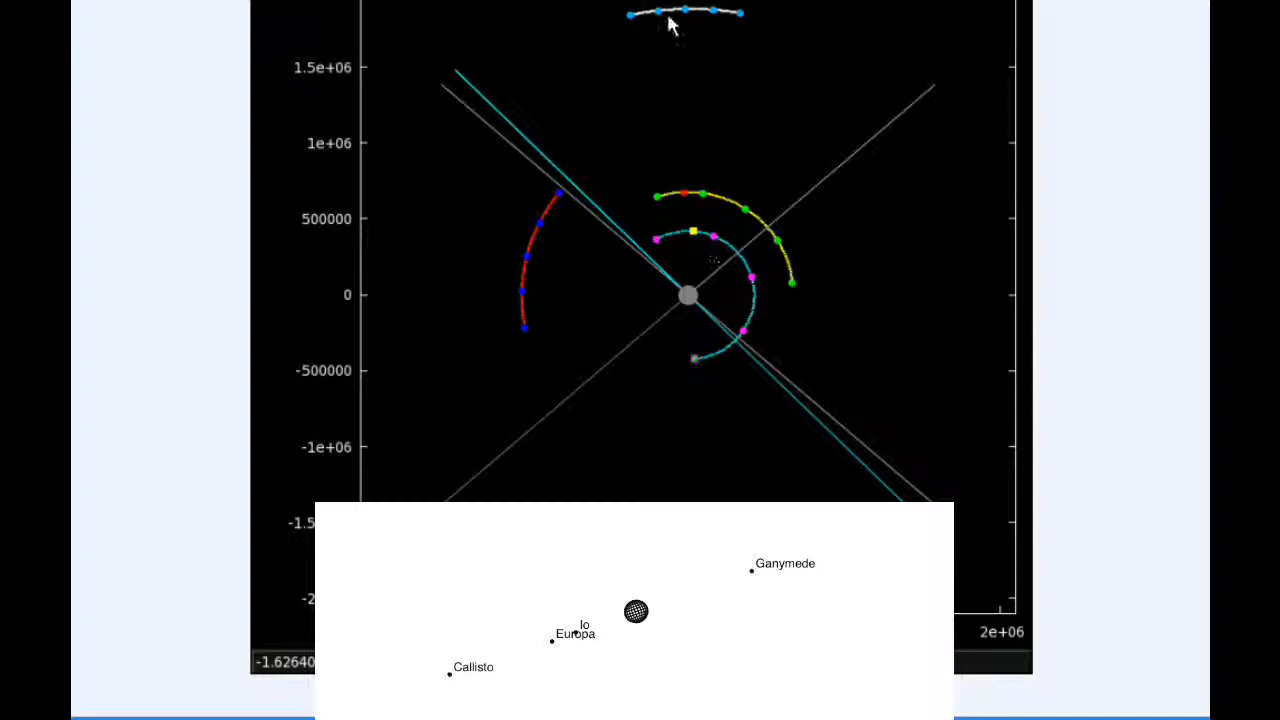 1.5e+06
1e+06
500000
0
-500000
-1e+06
-1.5
-2
2e+06
-1.62640
Ganymede
Io
Europa
Callisto